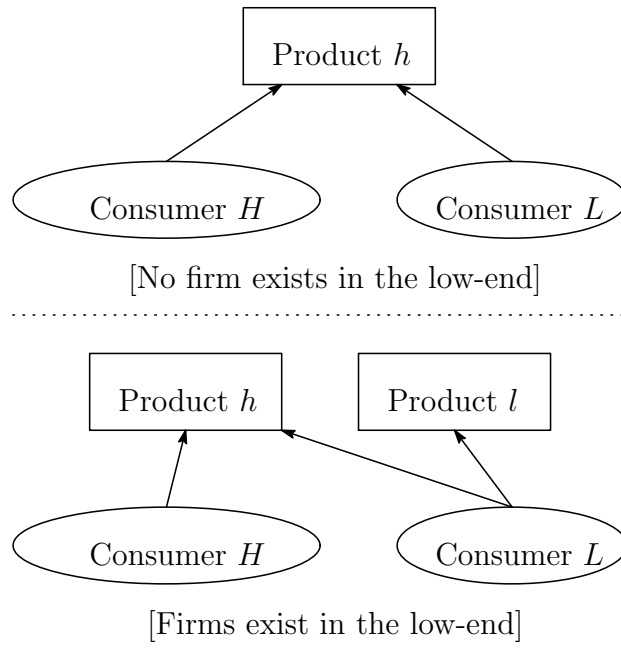 Product h
Consumer H Consumer L
[No firm exists in the low-end]
Product h Product l
Consumer H Consumer L
[Firms exist in the low-end]